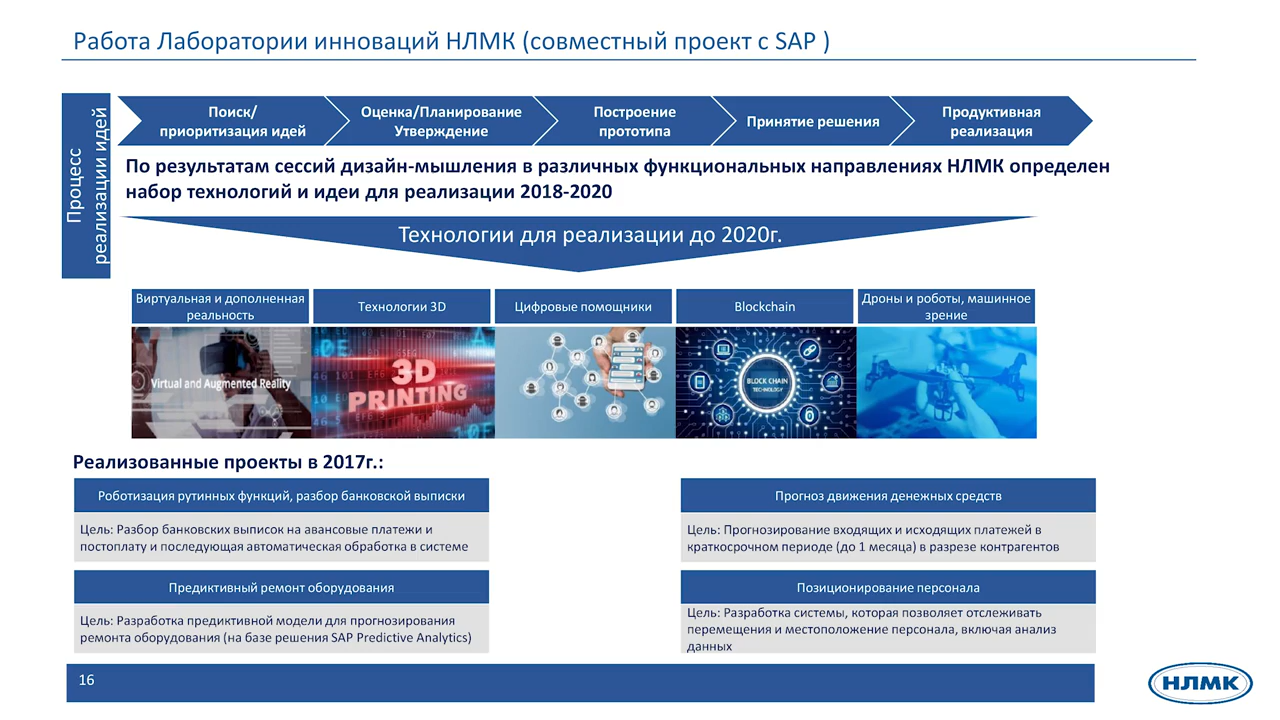 Работа Лаборатории инноваций НЛМК (совместный проект с SAP )
Процесс
реализации идей
Поиск/
приоритизация идей
Оценка/Планирование
Утверждение
Построение
прототипа
Принятие решения
Продуктивная
реализация
По результатам сессий дизайн-мышления в различных функциональных направлениях НЛМК определен
набор технологий и идеи для реализации 2018-2020
Технологии для реализации до 2020г.
Виртуальная и дополненная
реальность
Технологии 3D
Цифровые помощники
Blockchain
Дроны и роботы, машинное
зрение
Virtual and Augmented Reality
3D
PRINTING
BLOCK CHAIN
TECHNOLOGY
Реализованные проекты в 2017г.:
Роботизация рутинных функций, разбор банковской выписки
Цель: Разбор банковских выписок на авансовые платежи и
постоплату и последующая автоматическая обработка в системе
Прогноз движения денежных средств
Цель: Прогнозирование входящих и исходящих платежей в
краткосрочном периоде (до 1 месяца) в разрезе контрагентов
Предиктивный ремонт оборудования
Цель: Разработка предиктивной модели для прогнозирования
ремонта оборудования (на базе решения SAP Predictive Analytics)
Позиционирование персонала
Цель: Разработка системы, которая позволяет отслеживать
перемещения и местоположение персонала, включая анализ
данных
16
НЛМК